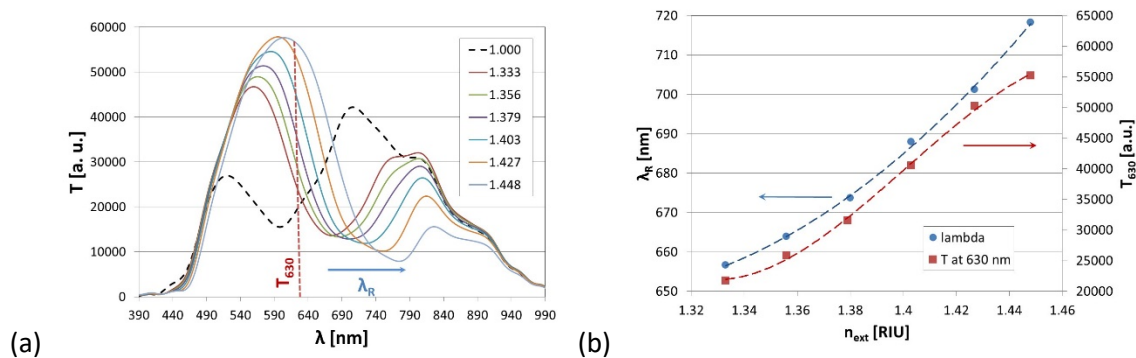 60000
50000
40000
30000
20000
10000
0
T [a. u.]
1.000
1.333
1.356
1.379
1.403
1.427
1.448
T630
λR
390 440 490 540 590 640 690 740 790 840 890 940 990
λ [nm]
(a)
720
710
700
690
680
670
660
650
λR [nm]
65000
60000
55000
50000
45000
40000
35000
30000
25000
20000
T630 [a.u.]
lambda
T at 630 nm
1.32 1.34 1.36 1.38 1.40 1.42 1.44 1.46
next [RIU]
(b)